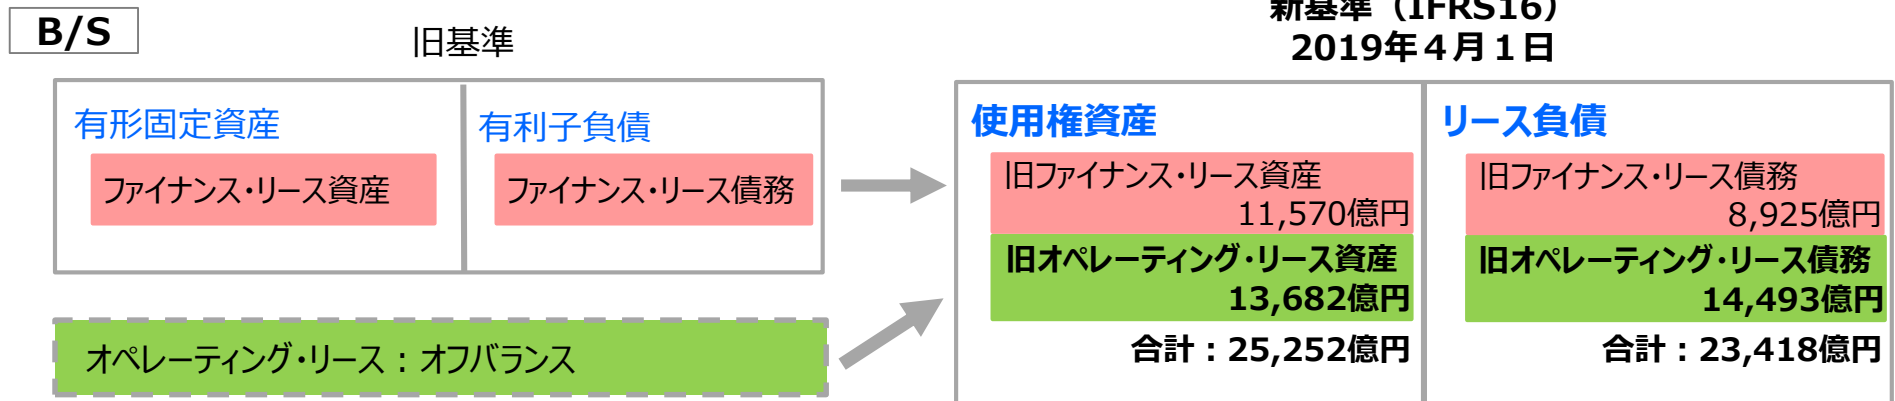 B/S
旧基準
有形固定資産
ファイナンス・リース資産
有利子負債
ファイナンス・リース債務
オペレーティング・リース：オフバランス
新基準（IFRS16）
2019年４月１日
使用権資産
旧ファイナンス・リース資産
11,570億円
旧オペレーティング・リース資産
13,682億円
合計：25,252億円
リース負債
旧ファイナンス・リース債務
8,925億円
旧オペレーティング・リース債務
14,493億円
合計：23,418億円